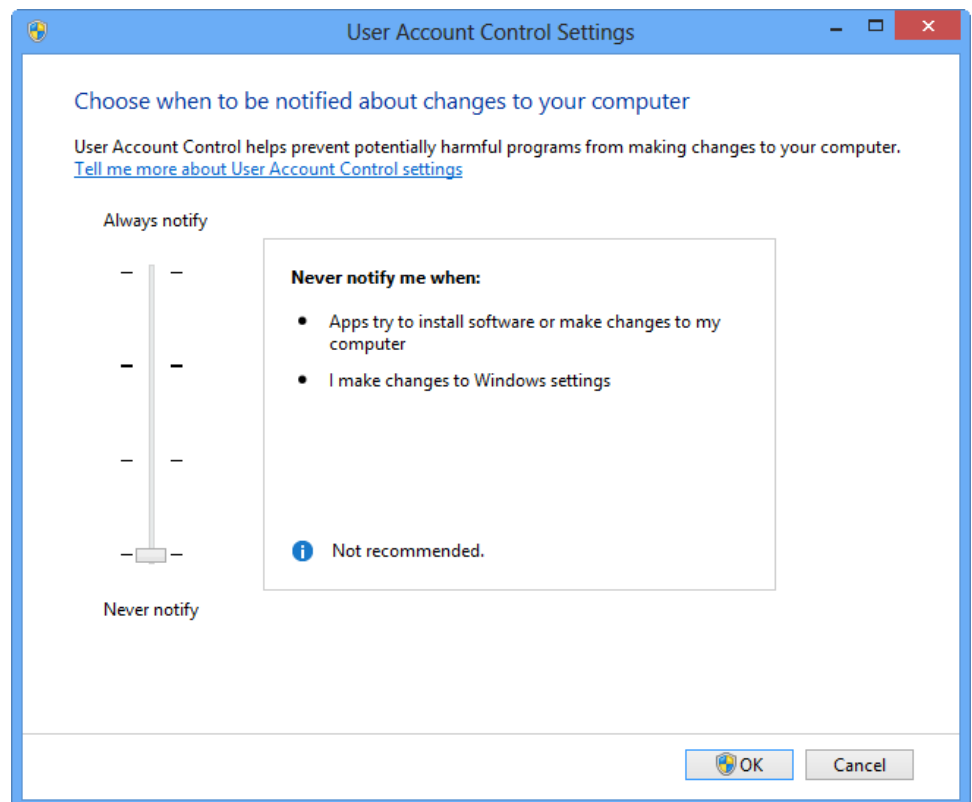 User Account Control Settings
Choose when to be notified about changes to your computer
User Account Control helps prevent potentially harmful programs from making changes to your computer.
Tell me more about User Account Control settings
Always notify
Never notify me when:
• Apps try to install software or make changes to my
computer
• I make changes to Windows settings
Not recommended.
Never notify
OK
Cancel